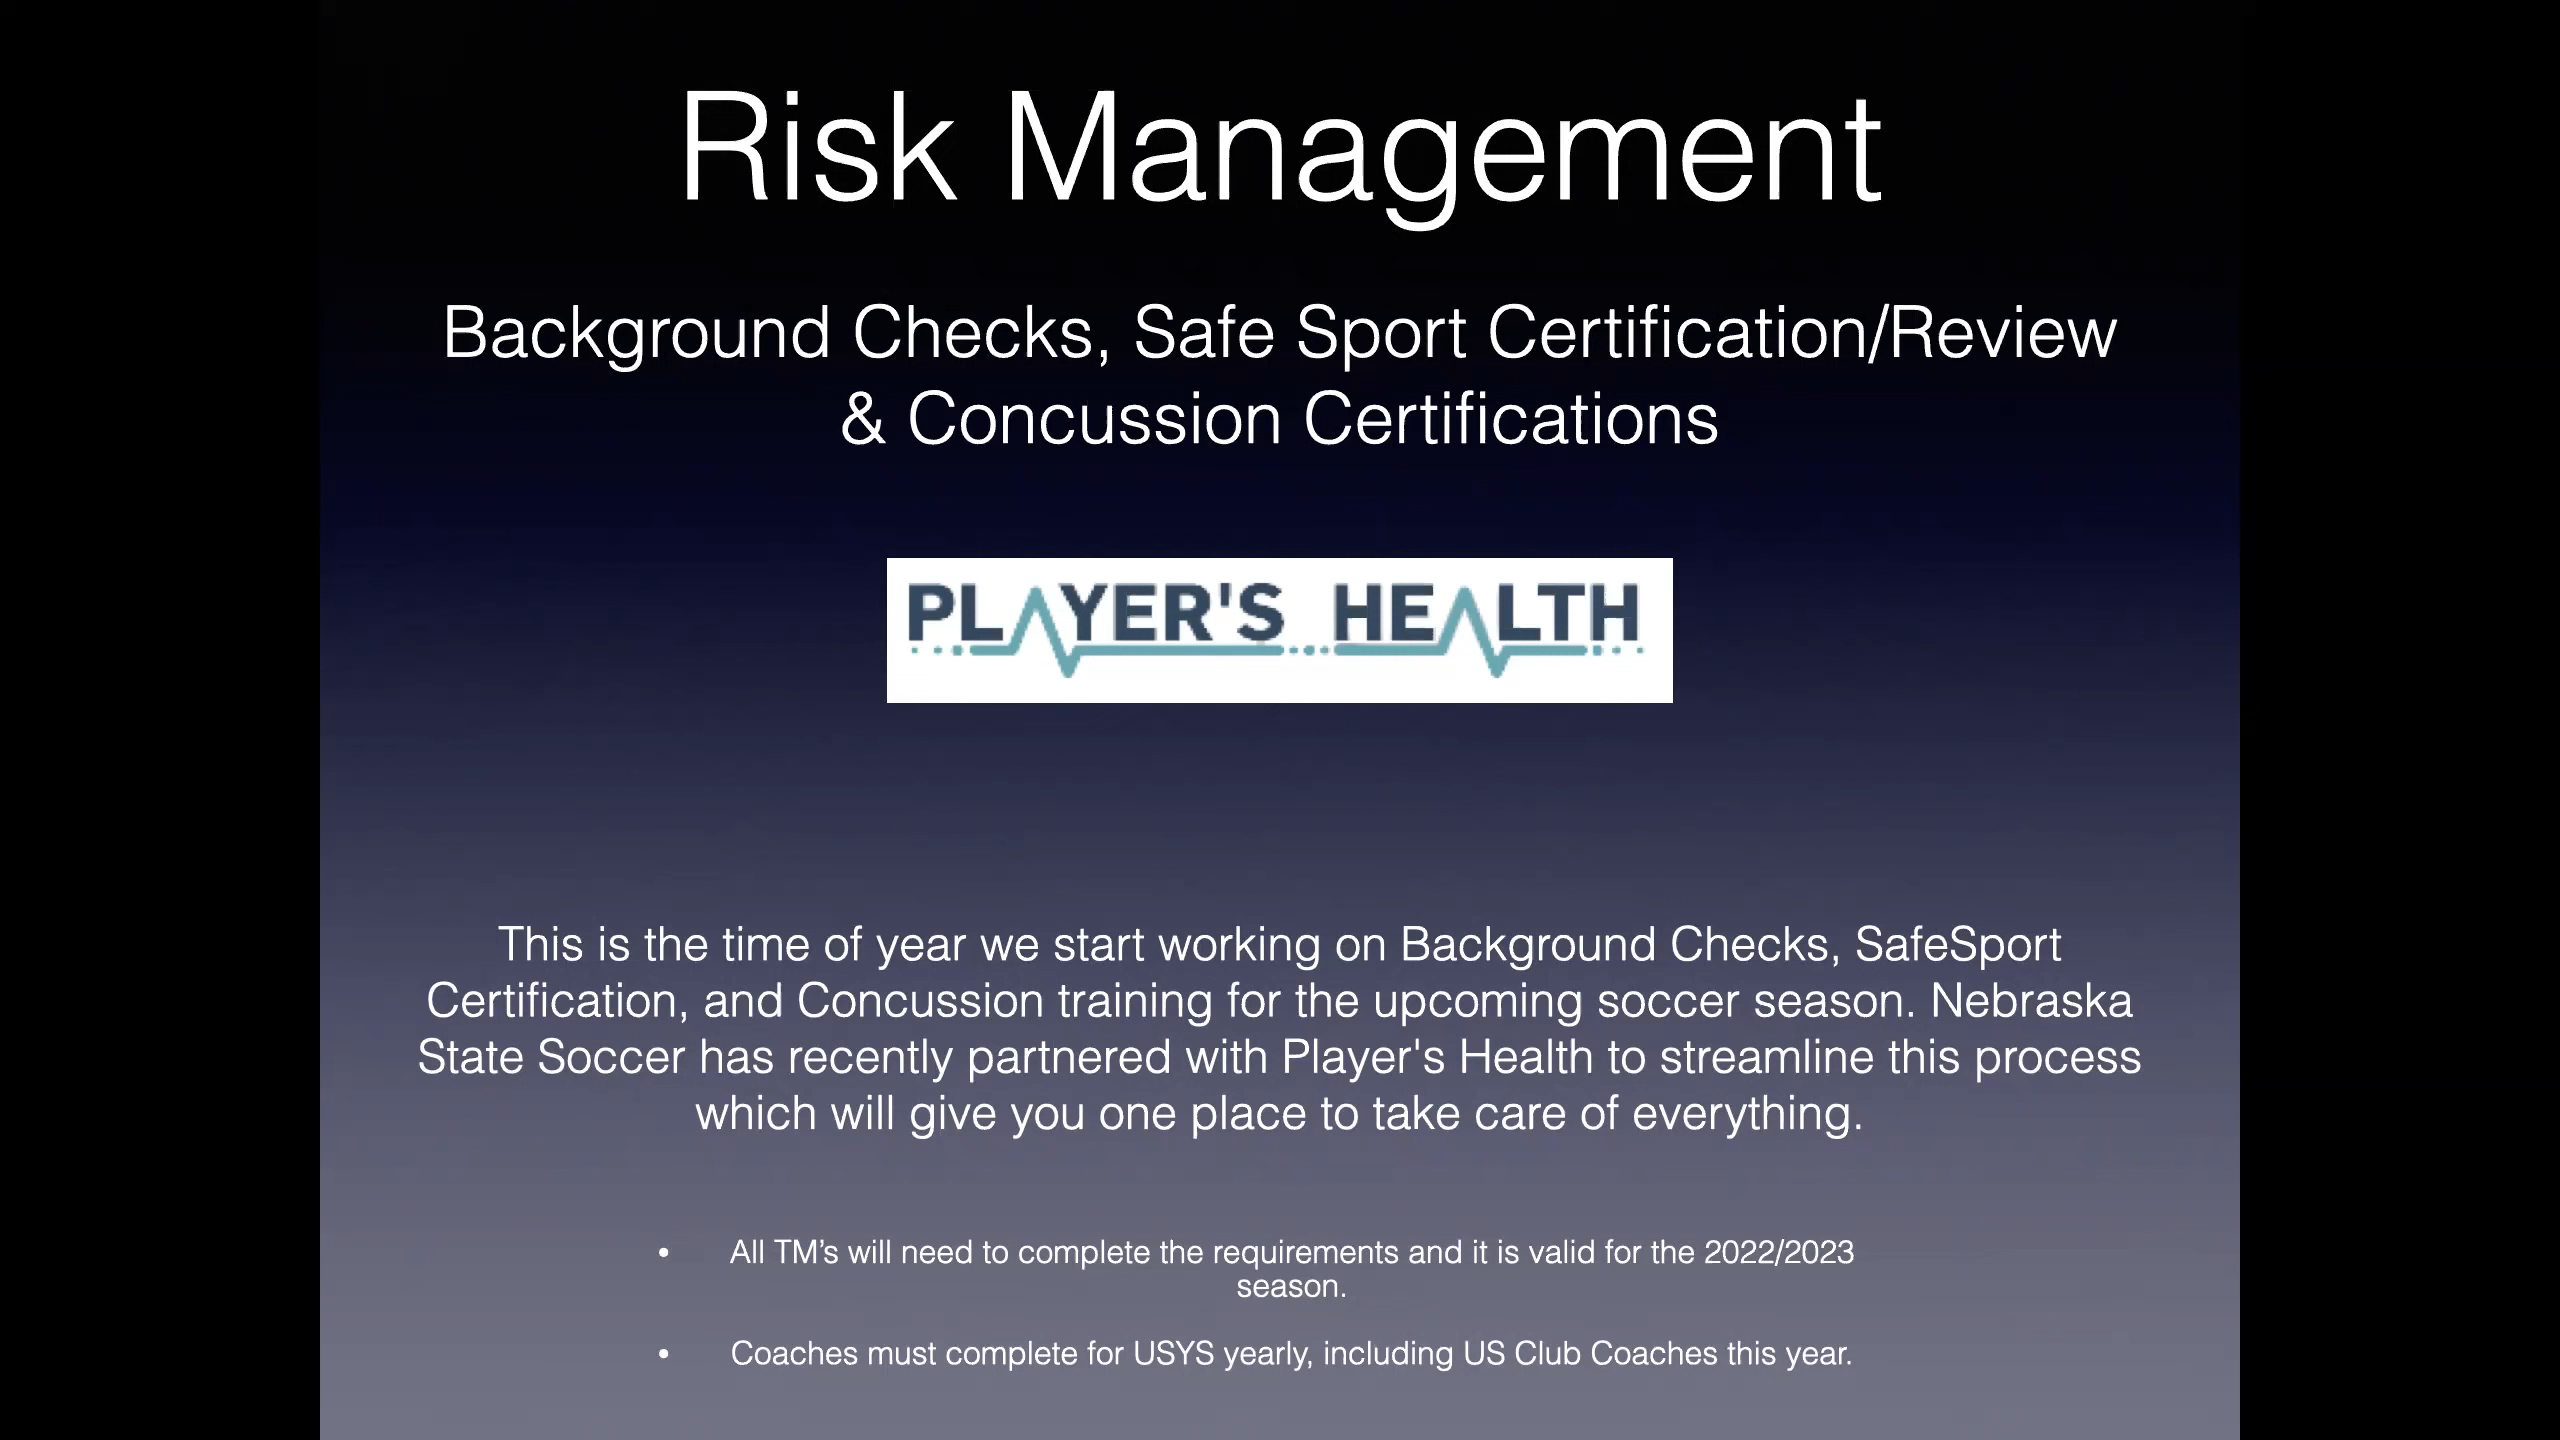 Risk Management
Background Checks, Safe Sport Certification/Review
& Concussion Certifications
PLAYER'S HEALTH
This is the time of year we start working on Background Checks, SafeSport
Certification, and Concussion training for the upcoming soccer season. Nebraska
State Soccer has recently partnered with Player's Health to streamline this process
which will give you one place to take care of everything.
• All TM’s will need to complete the requirements and it is valid for the 2022/2023
season.
• Coaches must complete for USYS yearly, including US Club Coaches this year.